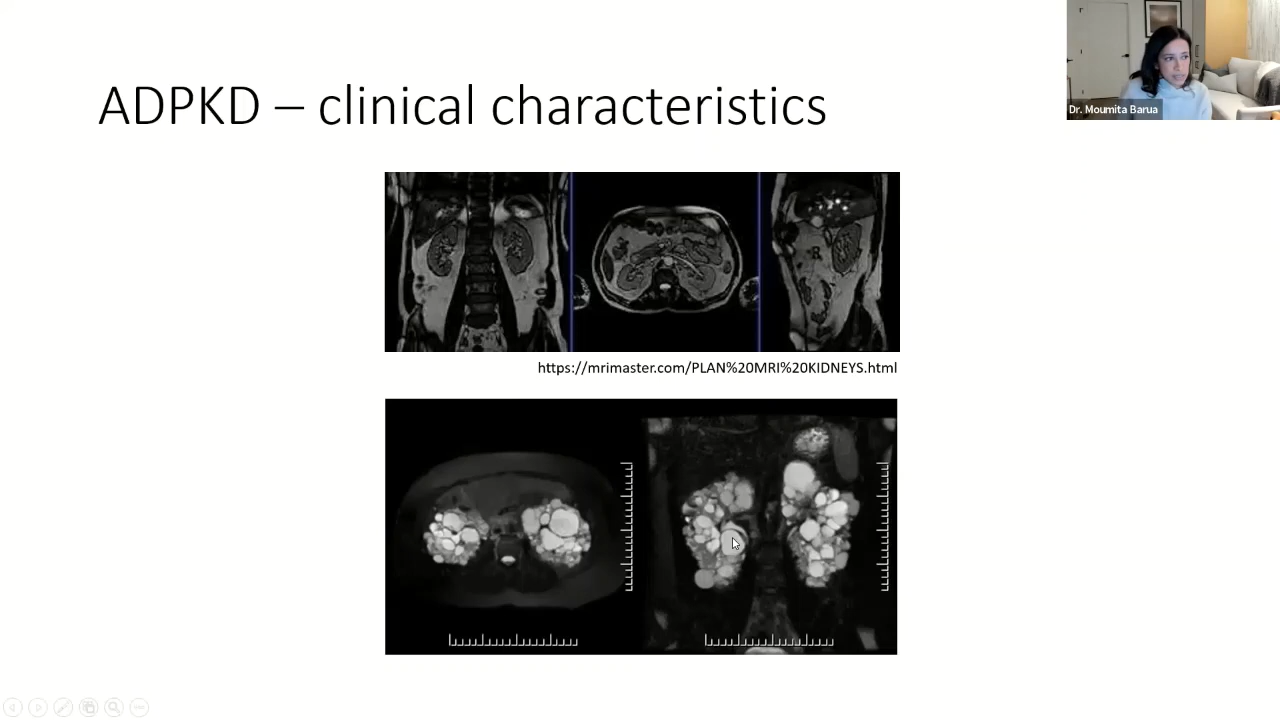 ADPKD – clinical characteristics
Dr. Moumita Barua
https://mrimaster.com/PLAN%20MRI%20KIDNEYS.html